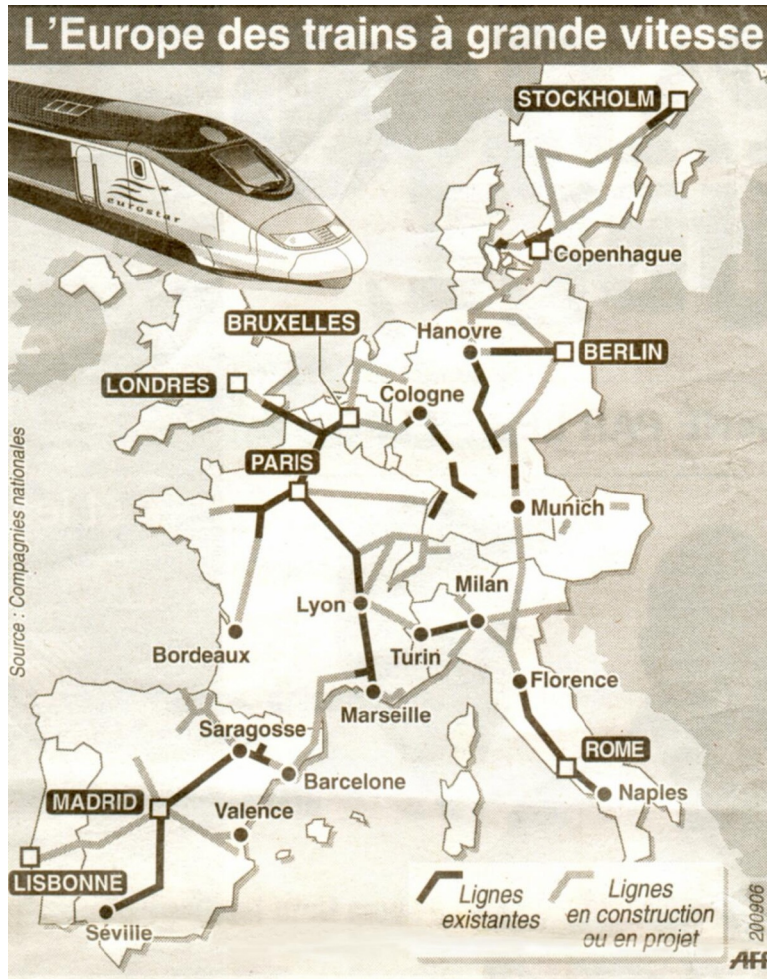 L'Europe des trains à grande vitesse
STOCKHOLM
eurostar
Copenhague
BRUXELLES
Hanovre
BERLIN
LONDRES
Cologne
PARIS
Munich
Milan
Lyon
Bordeaux
Turin
Florence
Marseille
Saragosse
ROME
Barcelone
MADRID
Valence
Naples
LISBONNE
Séville
Lignes
existantes
Lignes
en construction
ou en projet
Source : Compagnies nationales
200906
AFP